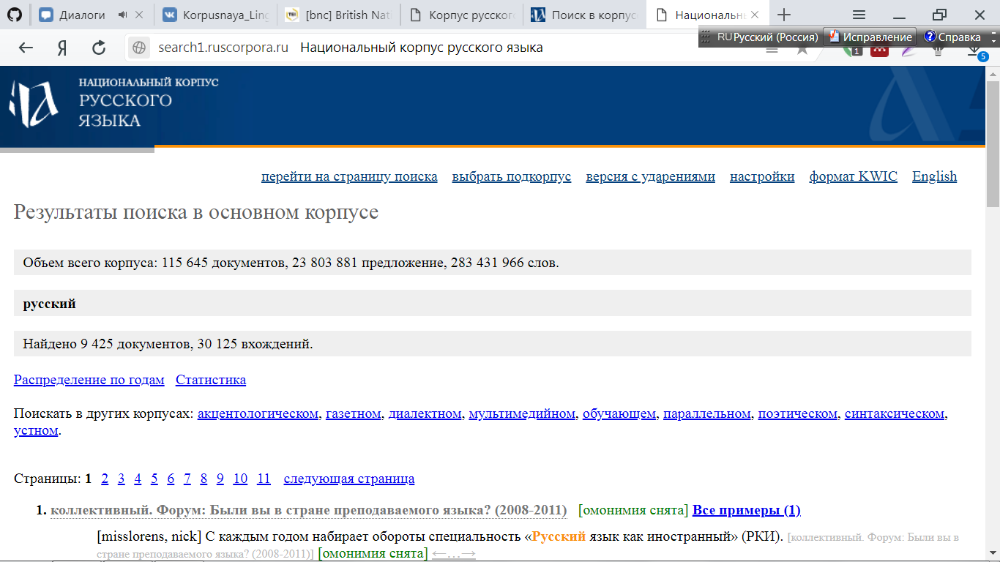 Диалоги
Korpusnaya_Ling
[bnc] British Nati
Корпус русског
Поиск в корпус
Национальн
RU Русский (Россия) Исправление Справка
Я search1.ruscorpora.ru Национальный корпус русского языка
1
5
НАЦИОНАЛЬНЫЙ КОРПУС
РУССКОГО
ЯЗЫКА
перейти на страницу поиска выбрать подкорпус версия с ударениями настройки формат KWIC English
Результаты поиска в основном корпусе
Объем всего корпуса: 115 645 документов, 23 803 881 предложение, 283 431 966 слов.
русский
Найдено 9 425 документов, 30 125 вхождений.
Распределение по годам Статистика
Поискать в других корпусах: акцентологическом, газетном, диалектном, мультимедийном, обучающем, параллельном, поэтическом, синтаксическом,
устном.
Страницы: 1 2 3 4 5 6 7 8 9 10 11 следующая страница
1. коллективный. Форум: Были вы в стране преподаваемого языка? (2008-2011) [омонимия снята] Все примеры (1)
[misslorens, nick] С каждым годом набирает обороты специальность «Русский язык как иностранный» (РКИ). [коллективный. Форум: Были вы в
стране преподаваемого языка? (2008-2011)] [омонимия снята] ←…→